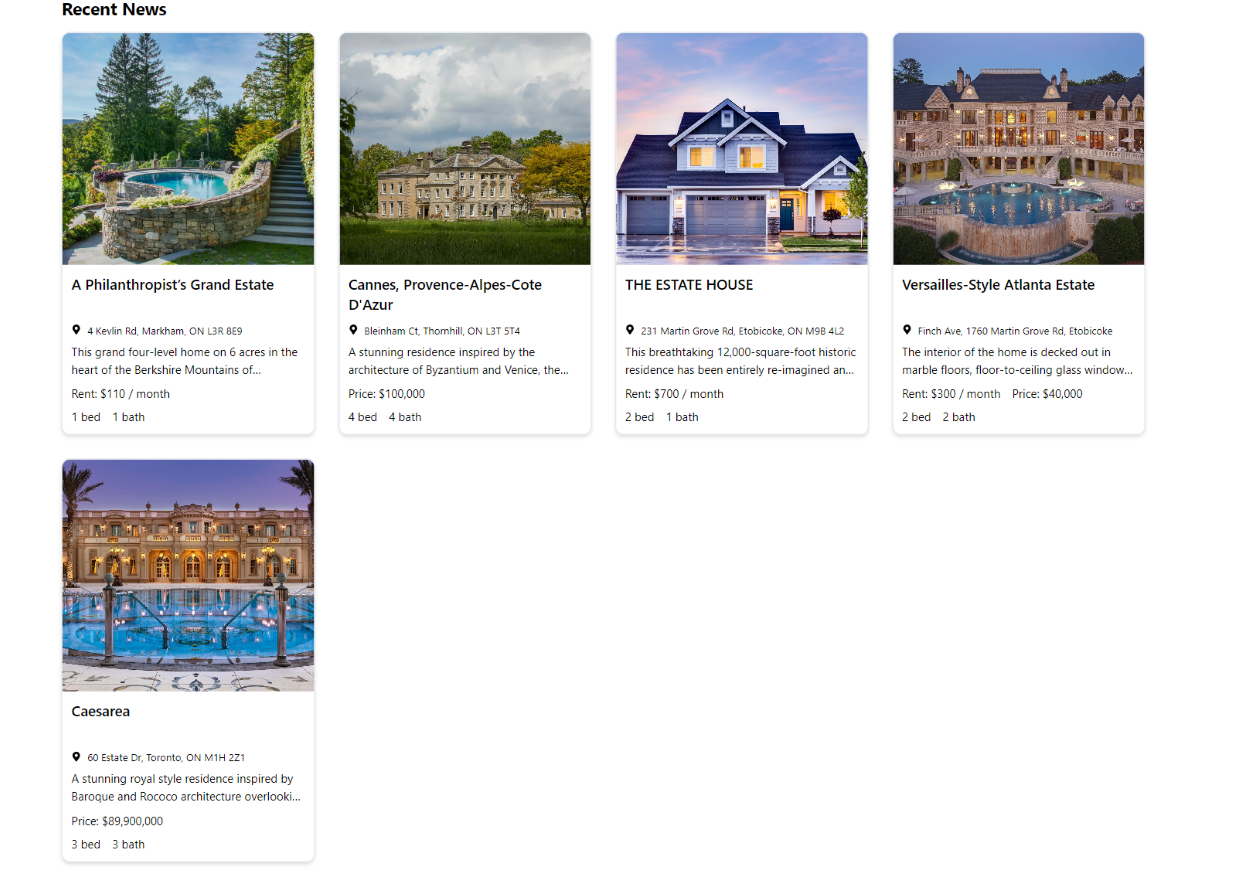 Recent News
A Philanthropist’s Grand Estate
4 Kevlin Rd, Markham, ON L3R 8E9
This grand four-level home on 6 acres in the
heart of the Berkshire Mountains of...
Rent: $110 / month
1 bed 1 bath
Cannes, Provence-Alpes-Cote
D'Azur
Bleinham Ct, Thornhill, ON L3T 5T4
A stunning residence inspired by the
architecture of Byzantium and Venice, the...
Price: $100,000
4 bed 4 bath
THE ESTATE HOUSE
231 Martin Grove Rd, Etobicoke, ON M9B 4L2
This breathtaking 12,000-square-foot historic
residence has been entirely re-imagined an...
Rent: $700 / month
2 bed 1 bath
Versailles-Style Atlanta Estate
Finch Ave, 1760 Martin Grove Rd, Etobicoke
The interior of the home is decked out in
marble floors, floor-to-ceiling glass window...
Rent: $300 / month Price: $40,000
2 bed 2 bath
Caesarea
60 Estate Dr, Toronto, ON M1H 2Z1
A stunning royal style residence inspired by
Baroque and Rococo architecture overlooki...
Price: $89,900,000
3 bed 3 bath